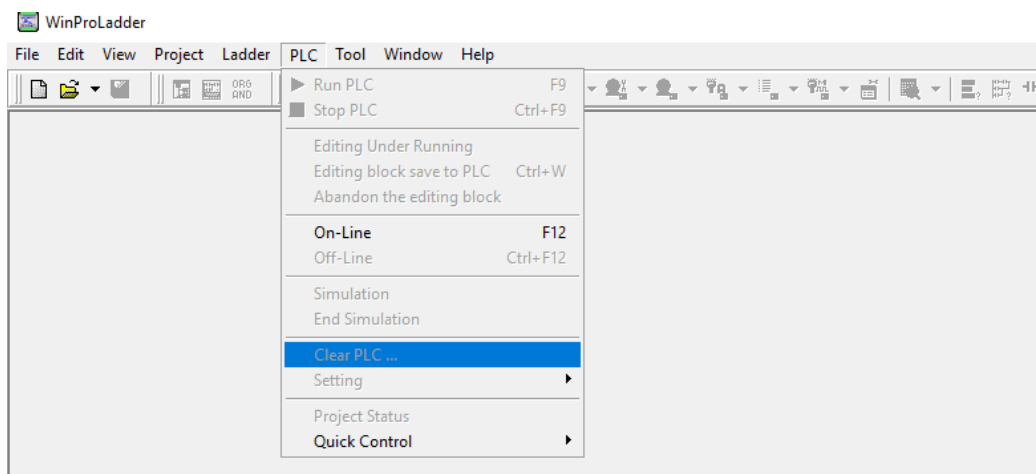 WinProLadder
File Edit View Project Ladder PLC Tool Window Help
ORG
AND
Run PLC F9
Stop PLC Ctrl+F9
Editing Under Running
Editing block save to PLC Ctrl+W
Abandon the editing block
On-Line F12
Off-Line Ctrl+F12
Simulation
End Simulation
Clear PLC ...
Setting
Project Status
Quick Control